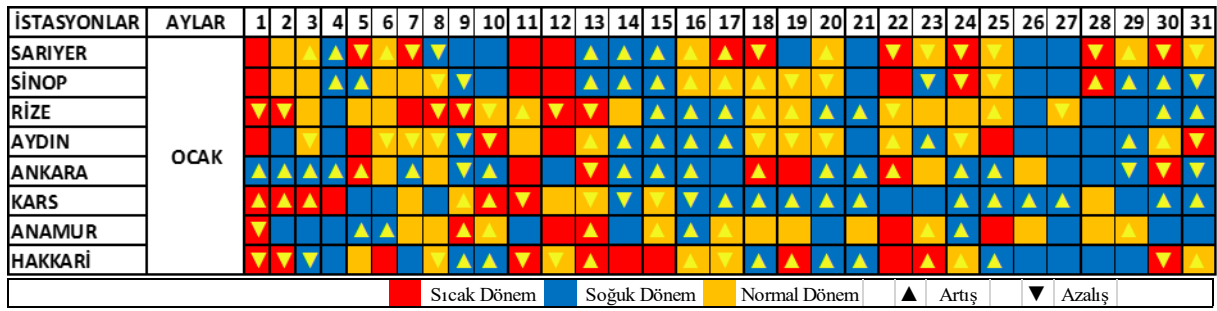 İSTASYONLAR AYLAR 1 2 3 4 5 6 7 8 9 10 11 12 13 14 15 16 17 18 19 20 21 22 23 24 25 26 27 28 29 30 31
SARIYER
SİNOP
RİZE
AYDIN
OCAK
ANKARA
KARS
ANAMUR
HAKKARİ
Sıcak Dönem Soğuk Dönem Normal Dönem ▲ Artış ▼ Azalış